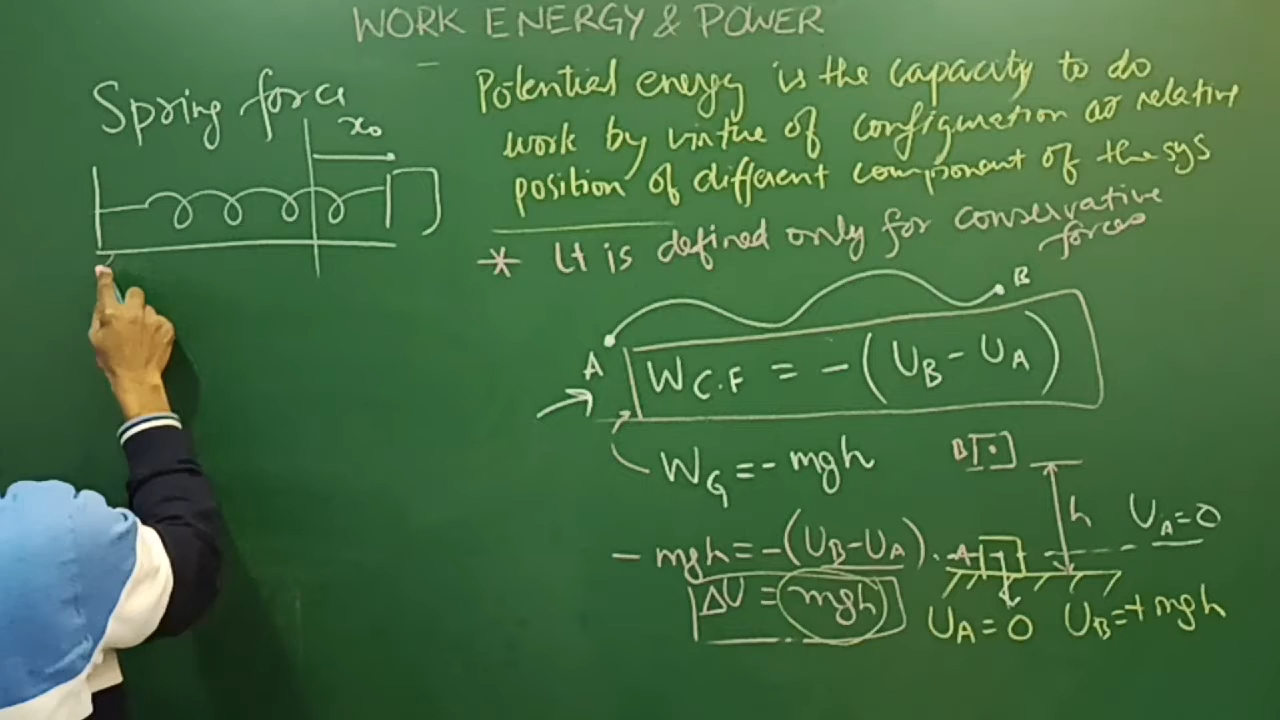 WORK ENERGY & POWER
Spring force
x₀
Potential energy is the capacity to do
work by virtue of configuration or relative
position of different component of the sys
* It is defined only for conservative
forces
A
B
W C.F = - (U_B - U_A)
W_G = - mgh
B
h
U_A = 0
- mgh = - (U_B - U_A).
A
ΔU = mgh
U_A = 0 U_B = + mgh